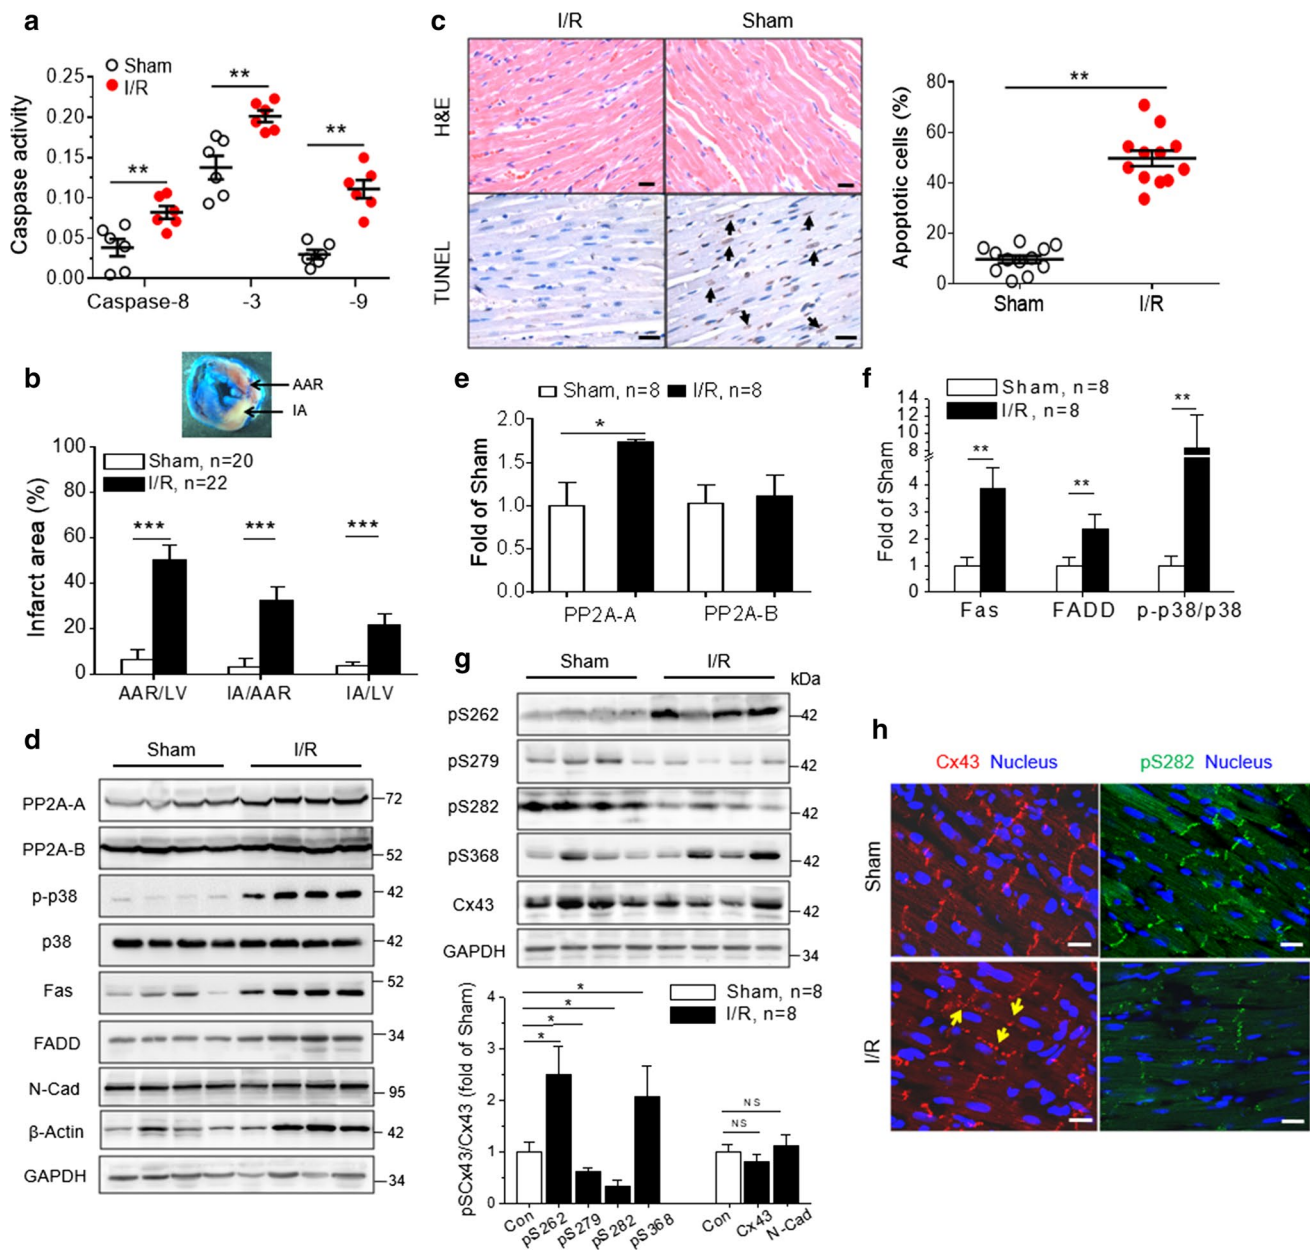 a
Sham
I/R
Caspase activity
0.25
0.20
0.15
0.10
0.05
0.00
**
**
**
Caspase-8
-3
-9
c
I/R
Sham
H&E
TUNEL
Apoptotic cells (%)
80
60
40
20
0
**
Sham
I/R
b
AAR
IA
Infarct area (%)
100
80
60
40
20
0
Sham, n=20
I/R, n=22
***
***
***
AAR/LV
IA/AAR
IA/LV
e
Sham, n=8
I/R, n=8
Fold of Sham
2.0
1.5
1.0
0.5
0.0
*
PP2A-A
PP2A-B
f
Sham, n=8
I/R, n=8
Fold of Sham
14
12
10
8
6
4
3
2
1
0
**
**
**
Fas
FADD
p-p38/p38
d
Sham
I/R
PP2A-A
72
PP2A-B
52
p-p38
42
p38
42
Fas
52
FADD
34
N-Cad
95
β-Actin
42
GAPDH
34
g
Sham
I/R
kDa
pS262
42
pS279
42
pS282
42
pS368
42
Cx43
42
GAPDH
34
pSCx43/Cx43 (fold of Sham)
4
3
2
1
0
Sham, n=8
I/R, n=8
*
*
*
*
NS
NS
Con
pS262
pS279
pS282
pS368
Con
Cx43
N-Cad
h
Cx43 Nucleus
pS282 Nucleus
Sham
I/R